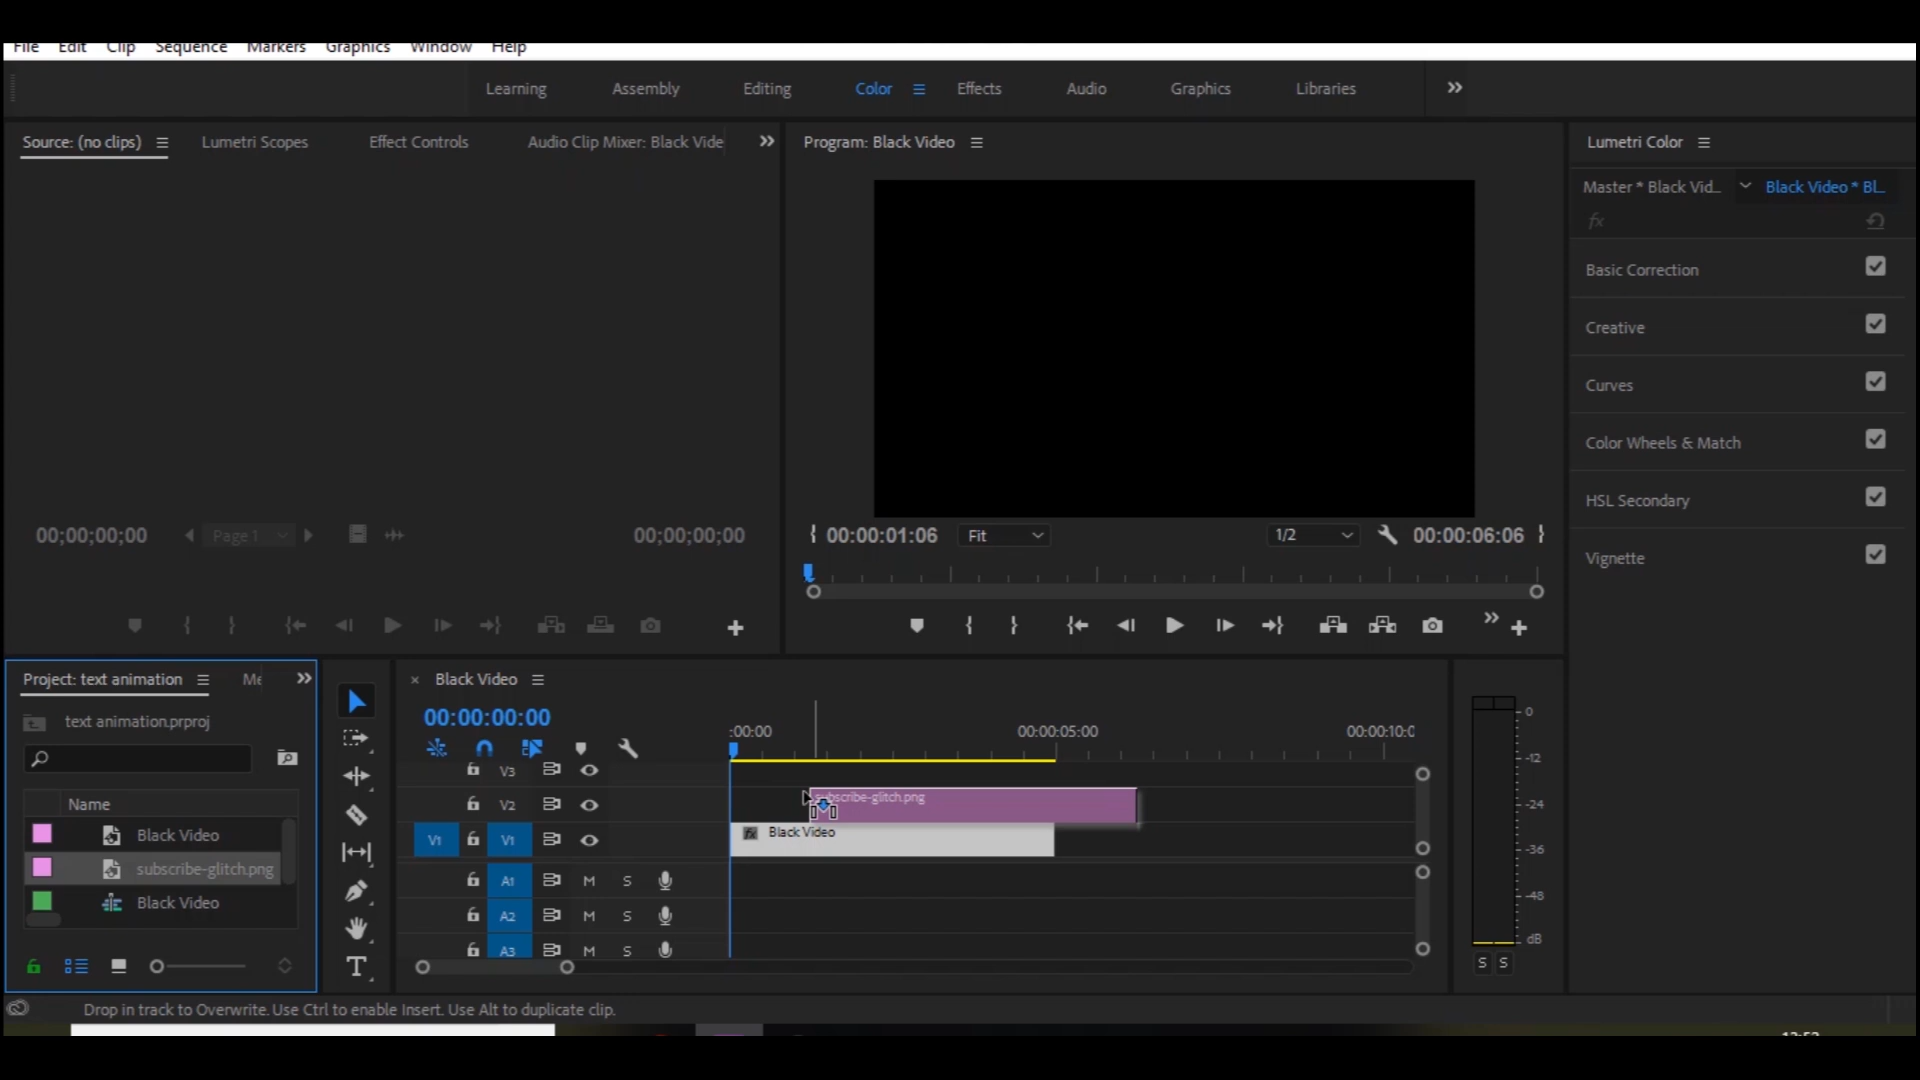 File Edit Clip Sequence Markers Graphics Window Help
Learning Assembly Editing Color Effects Audio Graphics Libraries
Source: (no clips) Lumetri Scopes Effect Controls Audio Clip Mixer: Black Vide
Program: Black Video
Lumetri Color
Master * Black Vid... Black Video * Bl...
fx
Basic Correction
Creative
Curves
Color Wheels & Match
HSL Secondary
Vignette
00;00;00;00 Page 1 00;00;00;00
00:00:01:06 Fit 1/2 00:00:06:06
Project: text animation Me
text animation.prproj
Name
Black Video
subscribe-glitch.png
Black Video
Black Video
00:00:00:00
:00:00 00:00:05:00 00:00:10:0
V3
V2 subscribe-glitch.png
V1 V1 fx Black Video
A1 M S
A2 M S
A3 M S
0
-12
-24
-36
-48
dB
S S
Drop in track to Overwrite. Use Ctrl to enable Insert. Use Alt to duplicate clip.